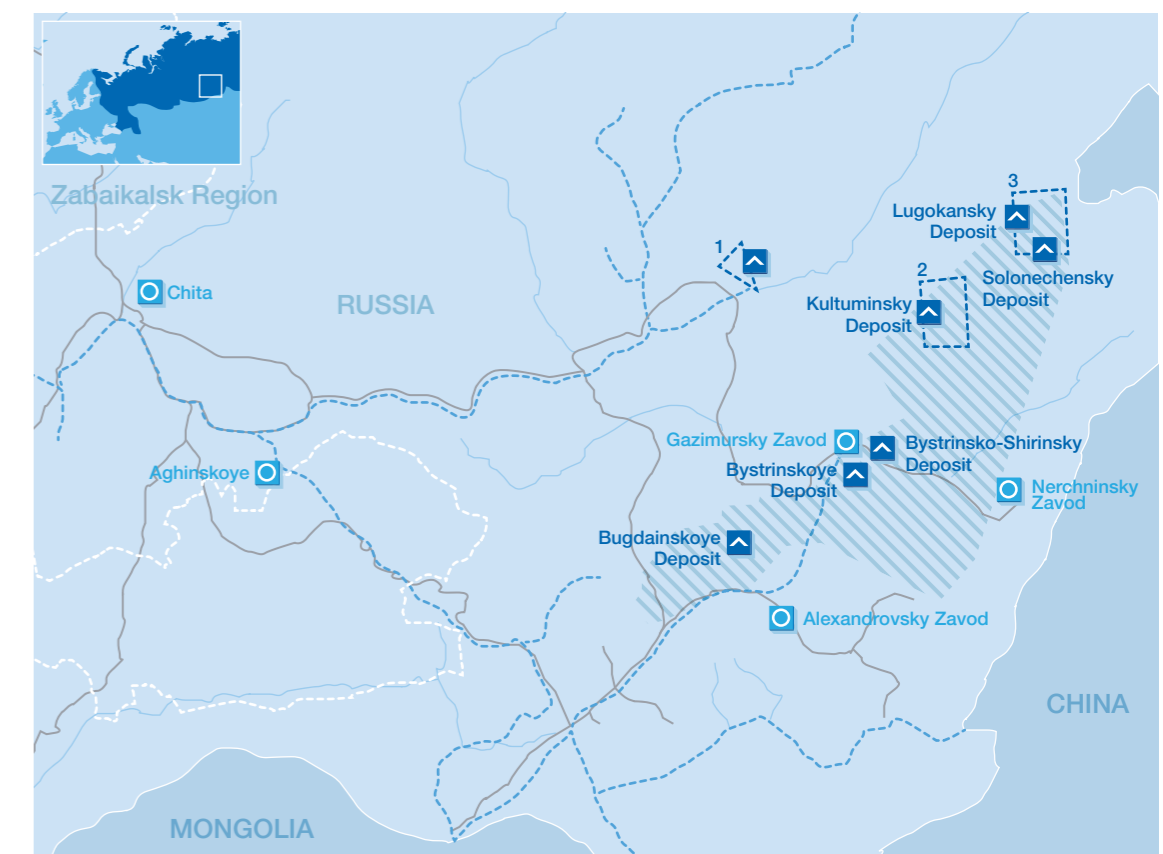 Zabaikalsk Region
3
Lugokansky
Deposit
1
Solonechensky
Deposit
2
Chita
RUSSIA
Kultuminsky
Deposit
Gazimursky Zavod
Bystrinsko-Shirinsky
Deposit
Aghinskoye
Bystrinskoye
Deposit
Nerchninsky
Zavod
Bugdainskoye
Deposit
Alexandrovsky Zavod
CHINA
MONGOLIA